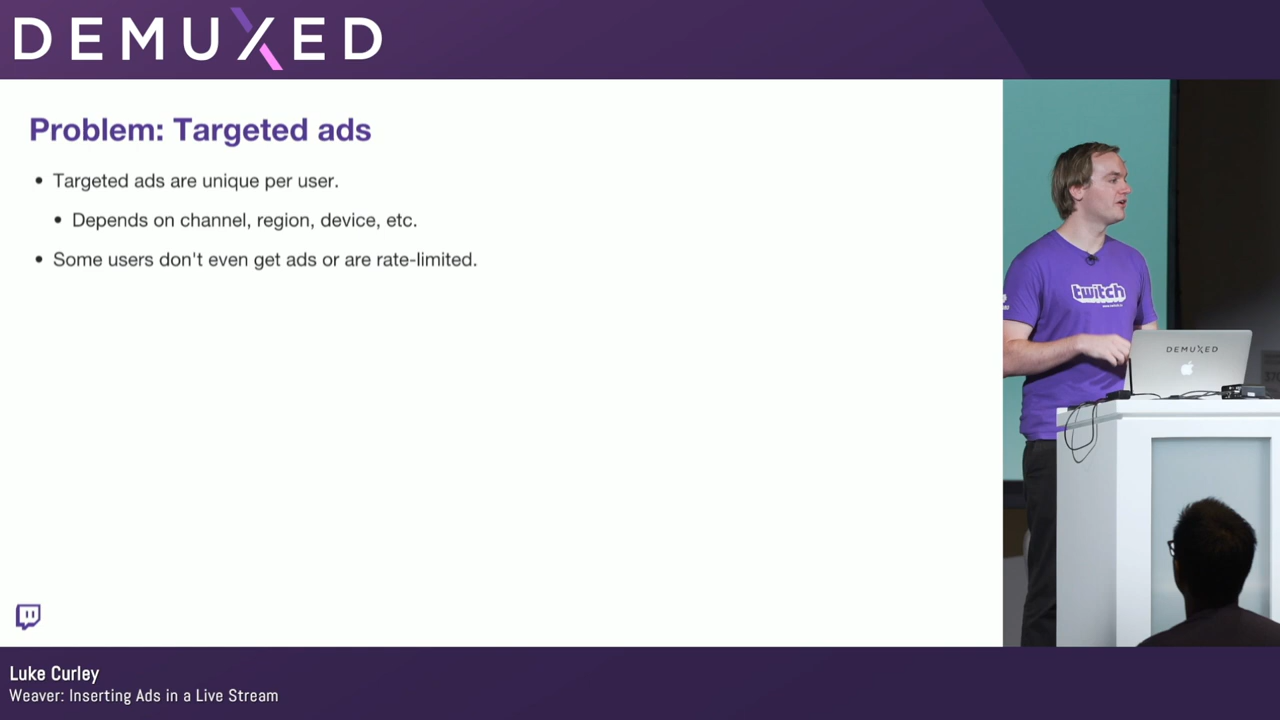 DEMUXED
Problem: Targeted ads
• Targeted ads are unique per user.
• Depends on channel, region, device, etc.
• Some users don't even get ads or are rate-limited.
twitch
DEMUXED
Luke Curley
Weaver: Inserting Ads in a Live Stream